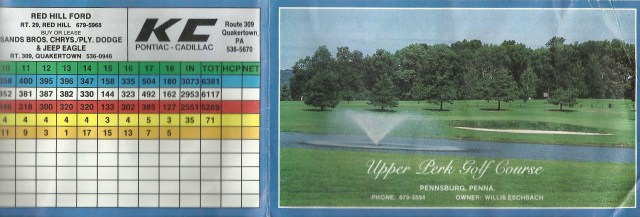 RED HILL FORD
RT. 29, RED HILL 679-5968
BUY OR LEASE
SANDS BROS. CHRYS./PLY. DODGE
& JEEP EAGLE
RT. 309, QUAKERTOWN 536-0946
KC
PONTIAC - CADILLAC
Route 309
Quakertown,
PA
536-5670
10 11 12 13 14 15 16 17 18 IN TOT HCP NET
358 400 395 396 347 158 335 504 180 3073 6381
352 381 387 382 330 144 323 492 162 2953 6117
318 300 320 320 133 302 385 127 2551 5269
4 4 4 4 4 3 4 5 3 35 71
11 9 3 1 17 15 13 7 5
Upper Perk Golf Course
PENNSBURG, PENNA.
PHONE: 679-5594 OWNER: WILLIS ESCHBACH